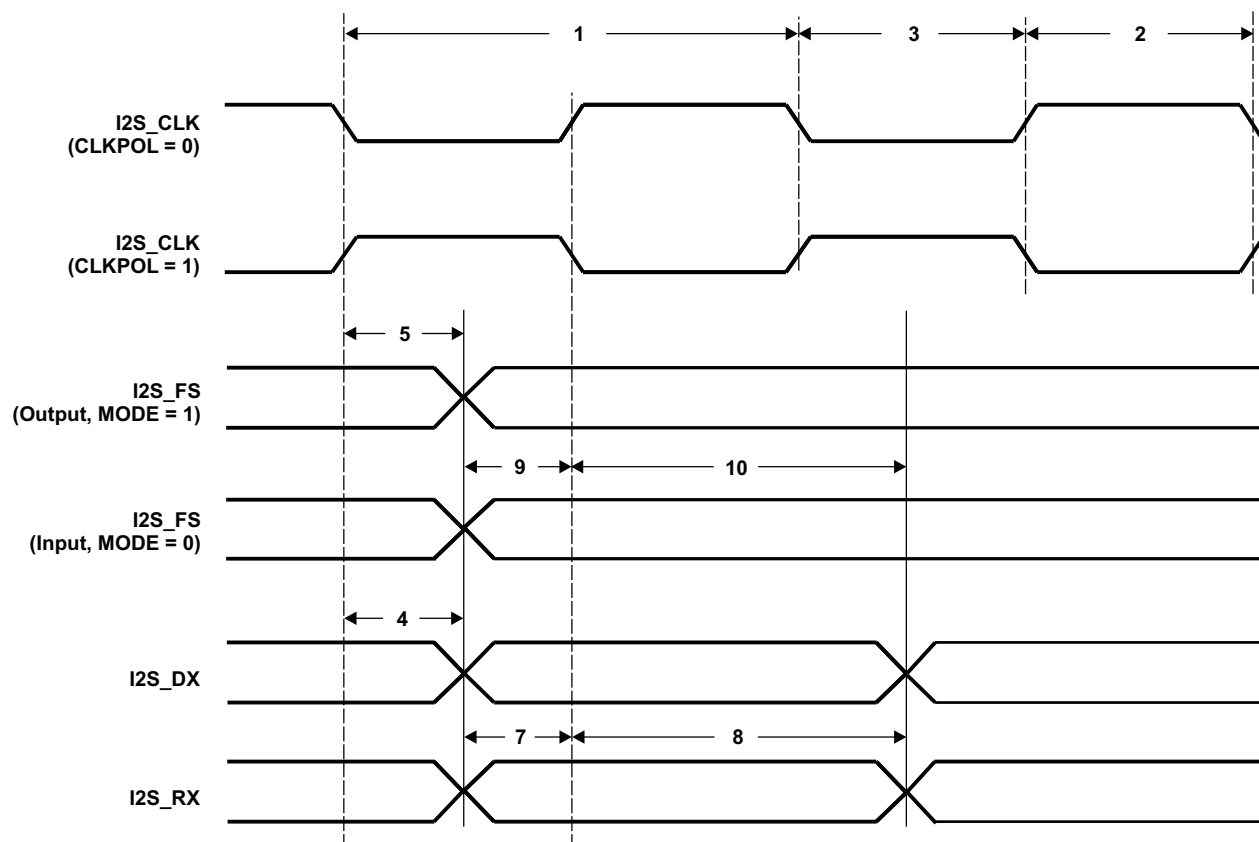 1
3
2
I2S_CLK
(CLKPOL = 0)
I2S_CLK
(CLKPOL = 1)
5
I2S_FS
(Output, MODE = 1)
9
10
I2S_FS
(Input, MODE = 0)
4
I2S_DX
7
8
I2S_RX